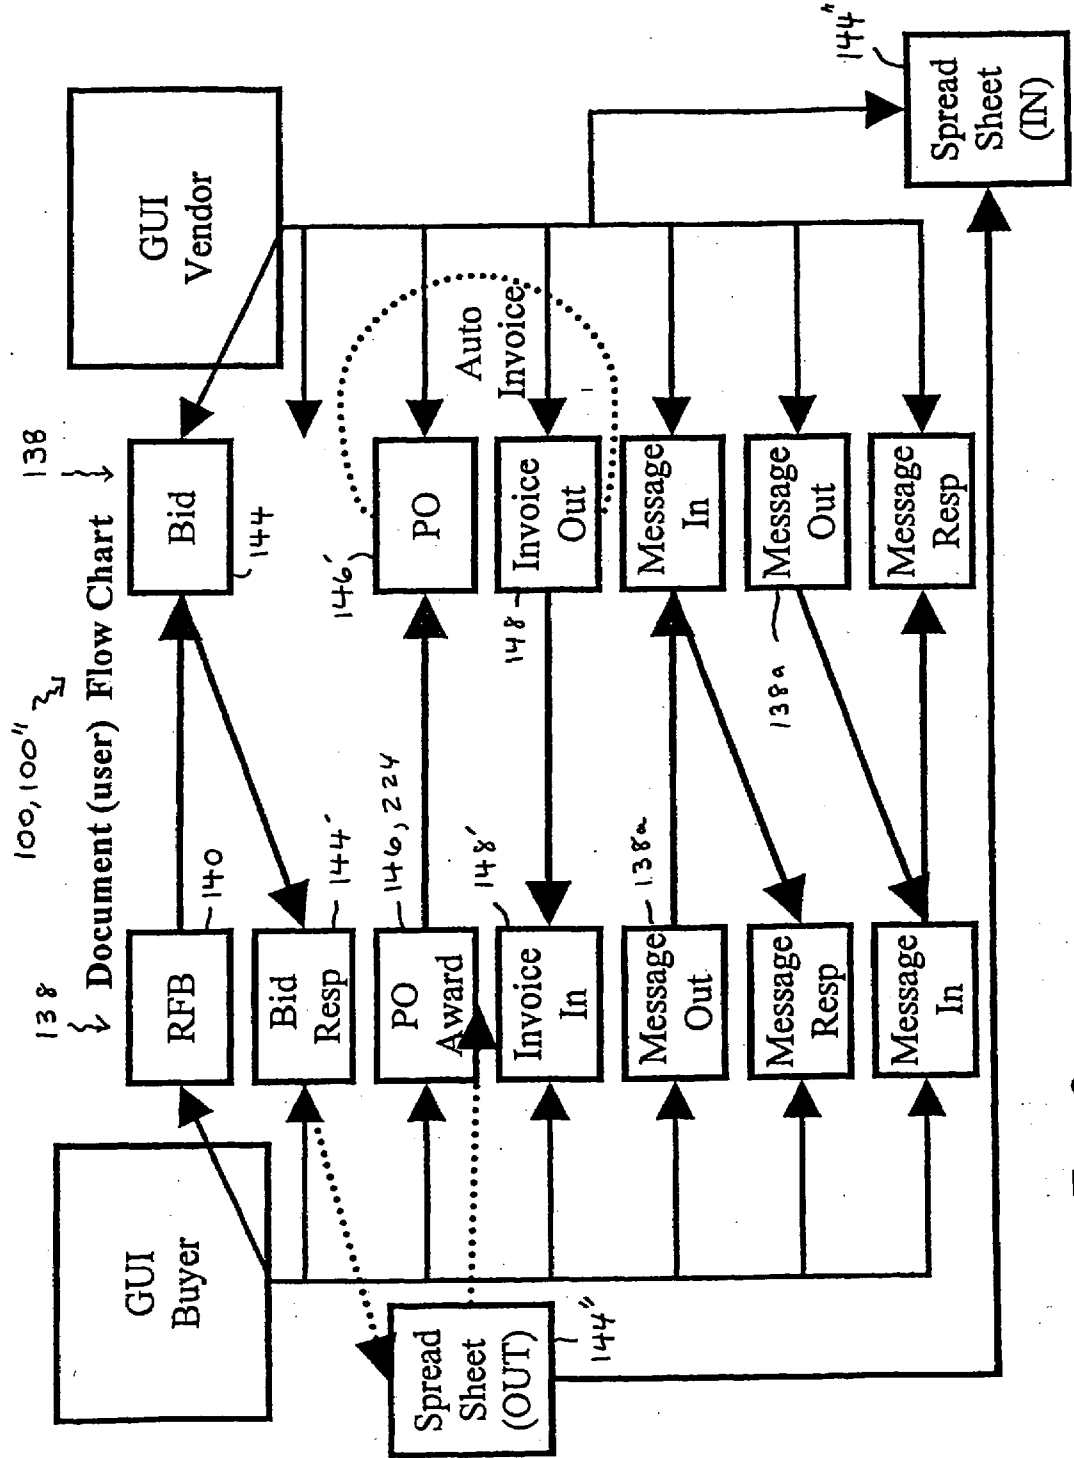 100,100"
Document (user) Flow Chart
138
138
GUI
Buyer
GUI
Vendor
RFB
140
Bid
144
Bid
Resp
144'
PO
Award
146, 224
PO
146'
Auto
Invoice
Invoice
In
148'
Invoice
Out
148
Message
Out
138a
Message
In
Message
Resp
Message
Out
138a
Message
In
Message
Resp
Spread
Sheet
(OUT)
144"
Spread
Sheet
(IN)
144"